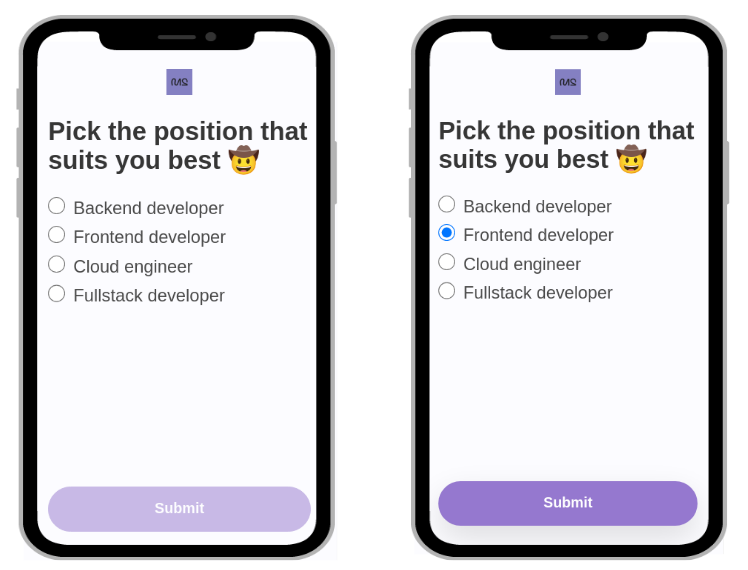 Pick the position that
suits you best 🤠
Backend developer
Frontend developer
Cloud engineer
Fullstack developer
Submit
Pick the position that
suits you best 🤠
Backend developer
Frontend developer
Cloud engineer
Fullstack developer
Submit